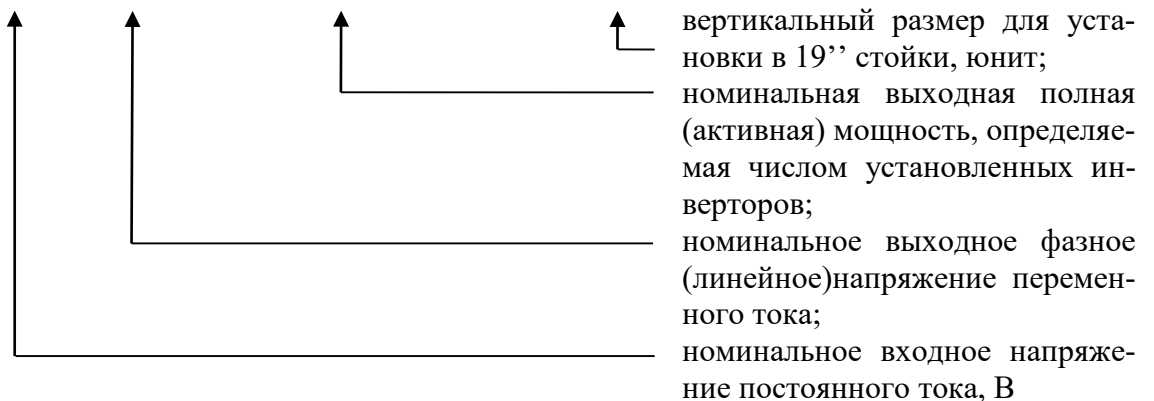 вертикальный размер для уста-
новки в 19’’ стойки, юнит;
номинальная выходная полная
(активная) мощность, определяе-
мая числом установленных ин-
верторов;
номинальное выходное фазное
(линейное)напряжение перемен-
ного тока;
номинальное входное напряже-
ние постоянного тока, В